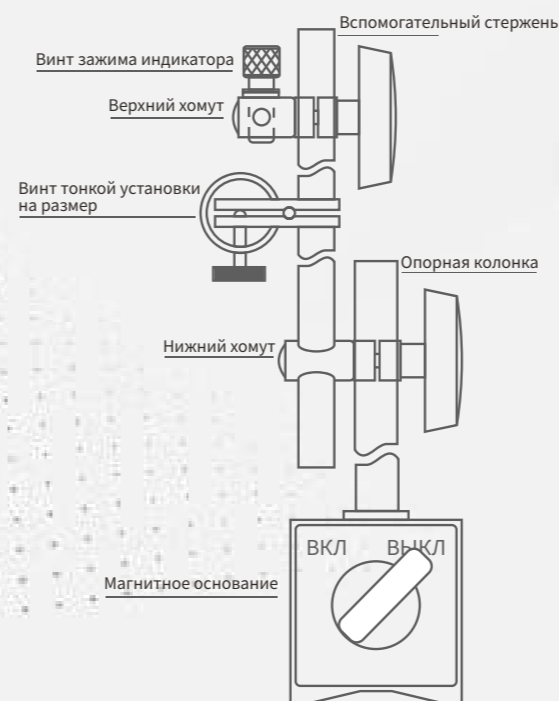 Вспомогательный стержень
Винт зажима индикатора
Верхний хомут
Винт тонкой установки
на размер
Опорная колонка
Нижний хомут
ВКЛ ВЫКЛ
Магнитное основание